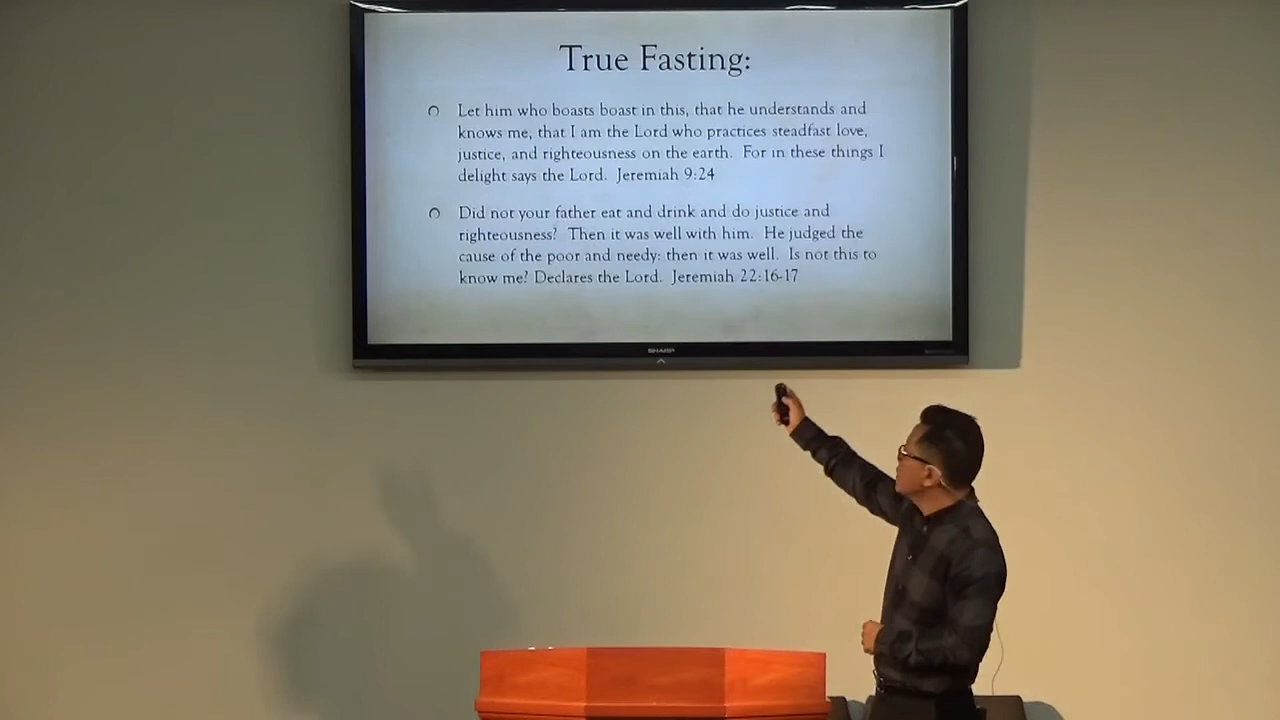 True Fasting:
Let him who boasts boast in this, that he understands and
knows me, that I am the Lord who practices steadfast love,
justice, and righteousness on the earth. For in these things I
delight says the Lord. Jeremiah 9:24
Did not your father eat and drink and do justice and
righteousness? Then it was well with him. He judged the
cause of the poor and needy: then it was well. Is not this to
know me? Declares the Lord. Jeremiah 22:16-17
SHARP